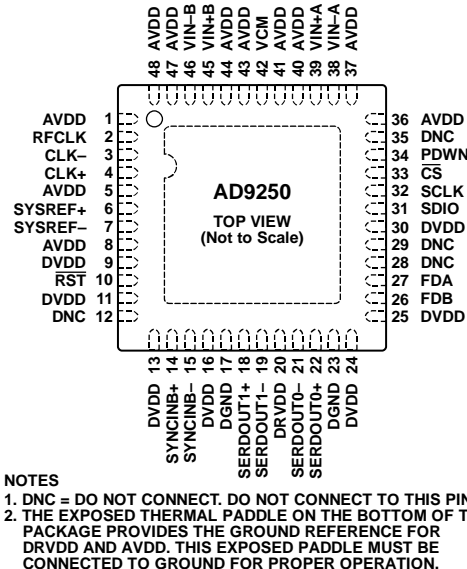 48 AVDD
47 AVDD
46 VIN–B
45 VIN+B
44 AVDD
43 AVDD
42 VCM
41 AVDD
40 AVDD
39 VIN+A
38 VIN–A
37 AVDD
AVDD 1
RFCLK 2
CLK– 3
CLK+ 4
AVDD 5
SYSREF+ 6
SYSREF– 7
AVDD 8
DVDD 9
RST 10
DVDD 11
DNC 12
AD9250
TOP VIEW
(Not to Scale)
36 AVDD
35 DNC
34 PDWN
33 CS
32 SCLK
31 SDIO
30 DVDD
29 DNC
28 DNC
27 FDA
26 FDB
25 DVDD
DVDD 13
SYNCINB+ 14
SYNCINB– 15
DVDD 16
DGND 17
SERDOUT1+ 18
SERDOUT1– 19
DRVDD 20
SERDOUT0– 21
SERDOUT0+ 22
DGND 23
DVDD 24
NOTES
1. DNC = DO NOT CONNECT. DO NOT CONNECT TO THIS PIN
2. THE EXPOSED THERMAL PADDLE ON THE BOTTOM OF T
PACKAGE PROVIDES THE GROUND REFERENCE FOR
DRVDD AND AVDD. THIS EXPOSED PADDLE MUST BE
CONNECTED TO GROUND FOR PROPER OPERATION.